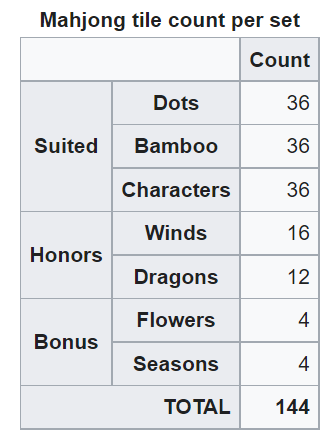 Mahjong tile count per set
Count
Suited Dots 36
Bamboo 36
Characters 36
Honors Winds 16
Dragons 12
Bonus Flowers 4
Seasons 4
TOTAL 144